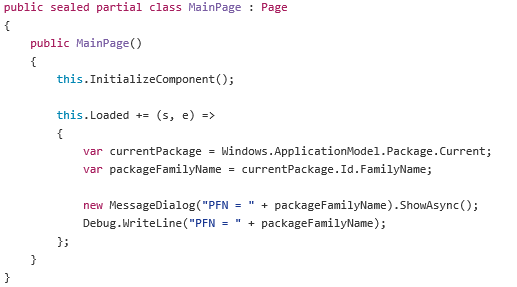 public sealed partial class MainPage : Page
{
    public MainPage()
    {
        this.InitializeComponent();

        this.Loaded += (s, e) =>
        {
            var currentPackage = Windows.ApplicationModel.Package.Current;
            var packageFamilyName = currentPackage.Id.FamilyName;

            new MessageDialog("PFN = " + packageFamilyName).ShowAsync();
            Debug.WriteLine("PFN = " + packageFamilyName);
        };
    }
}